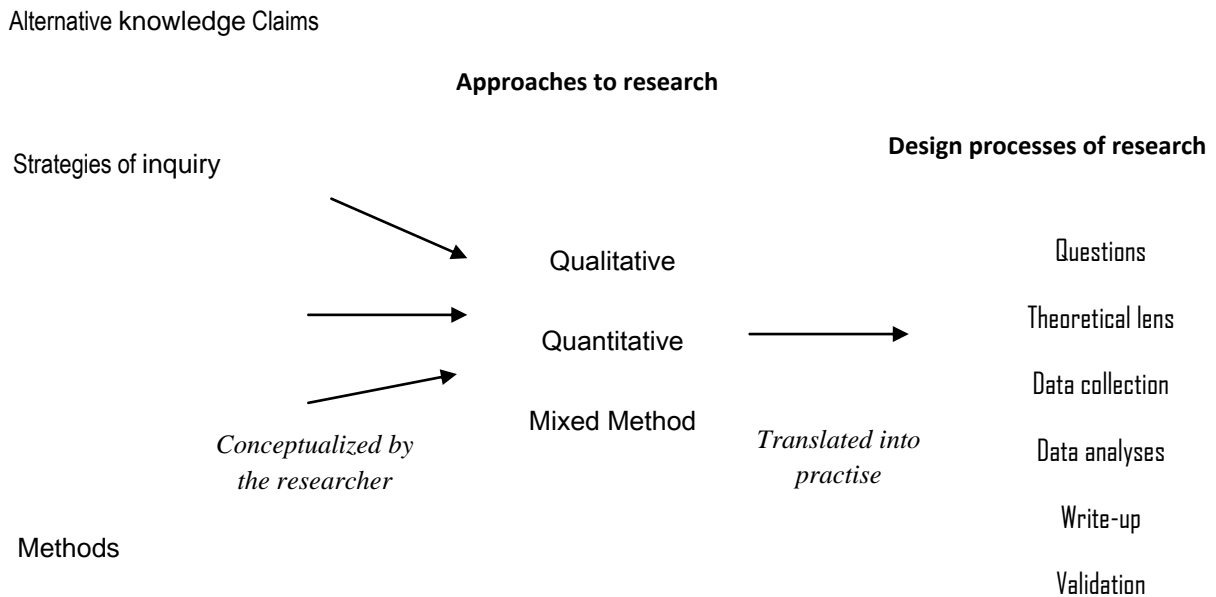 Alternative knowledge Claims
Approaches to research
Design processes of research
Strategies of inquiry
Qualitative
Quantitative
Mixed Method
Conceptualized by
the researcher
Translated into
practise
Questions
Theoretical lens
Data collection
Data analyses
Write-up
Validation
Methods